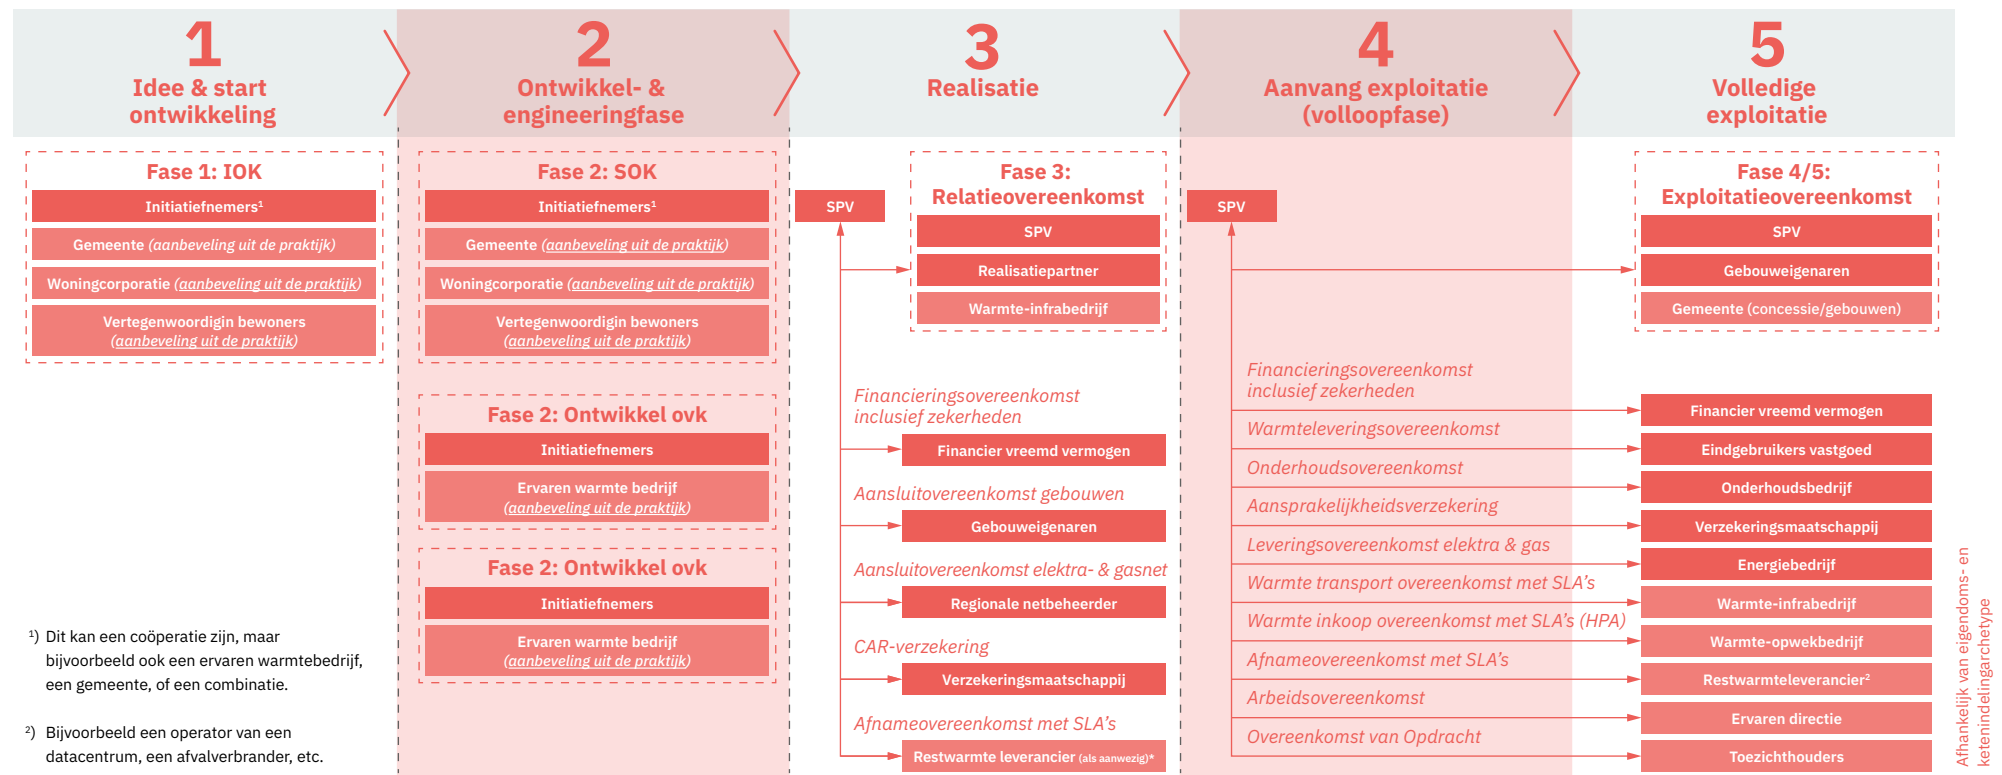 1
Idee & start
ontwikkeling
2
Ontwikkel- &
engineeringfase
3
Realisatie
4
Aanvang exploitatie
(volloopfase)
5
Volledige
exploitatie
Fase 1: IOK
Initiatiefnemers¹
Gemeente (aanbeveling uit de praktijk)
Woningcorporatie (aanbeveling uit de praktijk)
Vertegenwoordigin bewoners
(aanbeveling uit de praktijk)
¹) Dit kan een coöperatie zijn, maar
bijvoorbeeld ook een ervaren warmtebedrijf,
een gemeente, of een combinatie.
²) Bijvoorbeeld een operator van een
datacentrum, een afvalverbrander, etc.
Fase 2: SOK
Initiatiefnemers¹
Gemeente (aanbeveling uit de praktijk)
Woningcorporatie (aanbeveling uit de praktijk)
Vertegenwoordigin bewoners
(aanbeveling uit de praktijk)
Fase 2: Ontwikkel ovk
Initiatiefnemers
Ervaren warmte bedrijf
(aanbeveling uit de praktijk)
Fase 2: Ontwikkel ovk
Initiatiefnemers
Ervaren warmte bedrijf
(aanbeveling uit de praktijk)
SPV
Fase 3:
Relatieovereenkomst
SPV
Realisatiepartner
Warmte-infrabedrijf
Financieringsovereenkomst
inclusief zekerheden
Financier vreemd vermogen
Aansluitovereenkomst gebouwen
Gebouweigenaren
Aansluitovereenkomst elektra- & gasnet
Regionale netbeheerder
CAR-verzekering
Verzekeringsmaatschappij
Afnameovereenkomst met SLA's
Restwarmte leverancier (als aanwezig)*
SPV
Fase 4/5:
Exploitatieovereenkomst
SPV
Gebouweigenaren
Gemeente (concessie/gebouwen)
Financieringsovereenkomst
inclusief zekerheden
Financier vreemd vermogen
Warmteleveringsovereenkomst
Eindgebruikers vastgoed
Onderhoudsovereenkomst
Onderhoudsbedrijf
Aansprakelijkheidsverzekering
Verzekeringsmaatschappij
Leveringsovereenkomst elektra & gas
Energiebedrijf
Warmte transport overeenkomst met SLA's
Warmte-infrabedrijf
Warmte inkoop overeenkomst met SLA's (HPA)
Warmte-opwekbedrijf
Afnameovereenkomst met SLA's
Restwarmteleverancier²
Arbeidsovereenkomst
Ervaren directie
Overeenkomst van Opdracht
Toezichthouders
Afhankelijk van eigendoms- en
ketenindelingarchetype